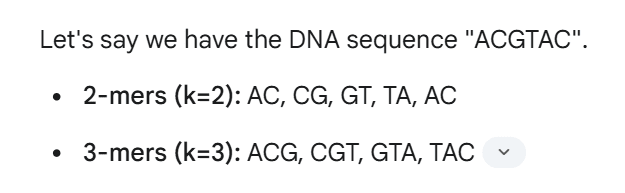 Let's say we have the DNA sequence "ACGTAC".
• 2-mers (k=2): AC, CG, GT, TA, AC
• 3-mers (k=3): ACG, CGT, GTA, TAC